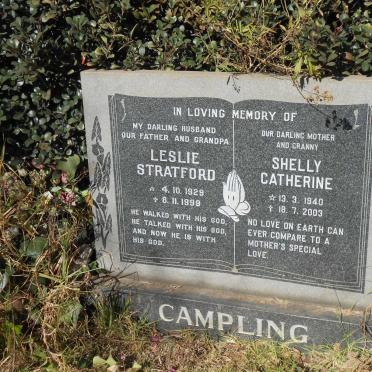 IN LOVING MEMORY OF
MY DARLING HUSBAND
OUR FATHER AND GRANDPA
LESLIE
STRATFORD
☆ 4.10.1929
✝ 8.11.1999
HE WALKED WITH HIS GOD,
HE TALKED WITH HIS GOD,
AND NOW HE IS WITH
HIS GOD.
OUR DARLING MOTHER
AND GRANNY
SHELLY
CATHERINE
☆ 13.3.1940
✝ 18.7.2003
NO LOVE ON EARTH CAN
EVER COMPARE TO A
MOTHER'S SPECIAL
LOVE
CAMPLING